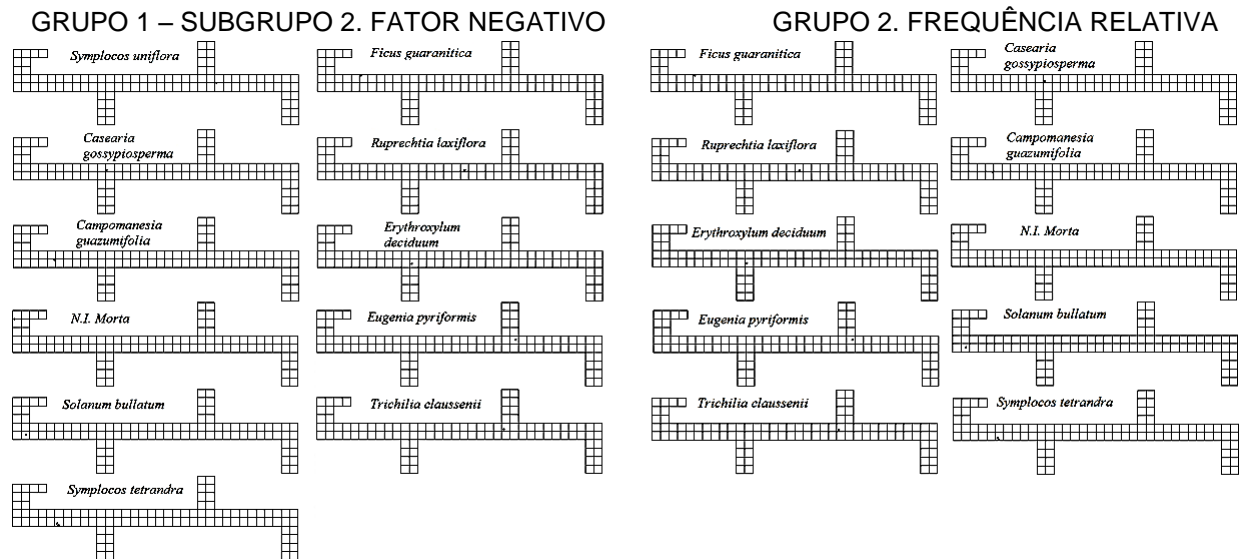 GRUPO 1 – SUBGRUPO 2. FATOR NEGATIVO
Symplocos uniflora
Ficus guaranitica
Casearia
gossypiosperma
Ruprechtia laxiflora
Campomanesia
guazumifolia
Erythroxylum
deciduum
N.I. Morta
Eugenia pyriformis
Solanum bullatum
Trichilia claussenii
Symplocos tetrandra
GRUPO 2. FREQUÊNCIA RELATIVA
Ficus guaranitica
Casearia
gossypiosperma
Ruprechtia laxiflora
Campomanesia
guazumifolia
Erythroxylum deciduum
N.I. Morta
Eugenia pyriformis
Solanum bullatum
Trichilia claussenii
Symplocos tetrandra